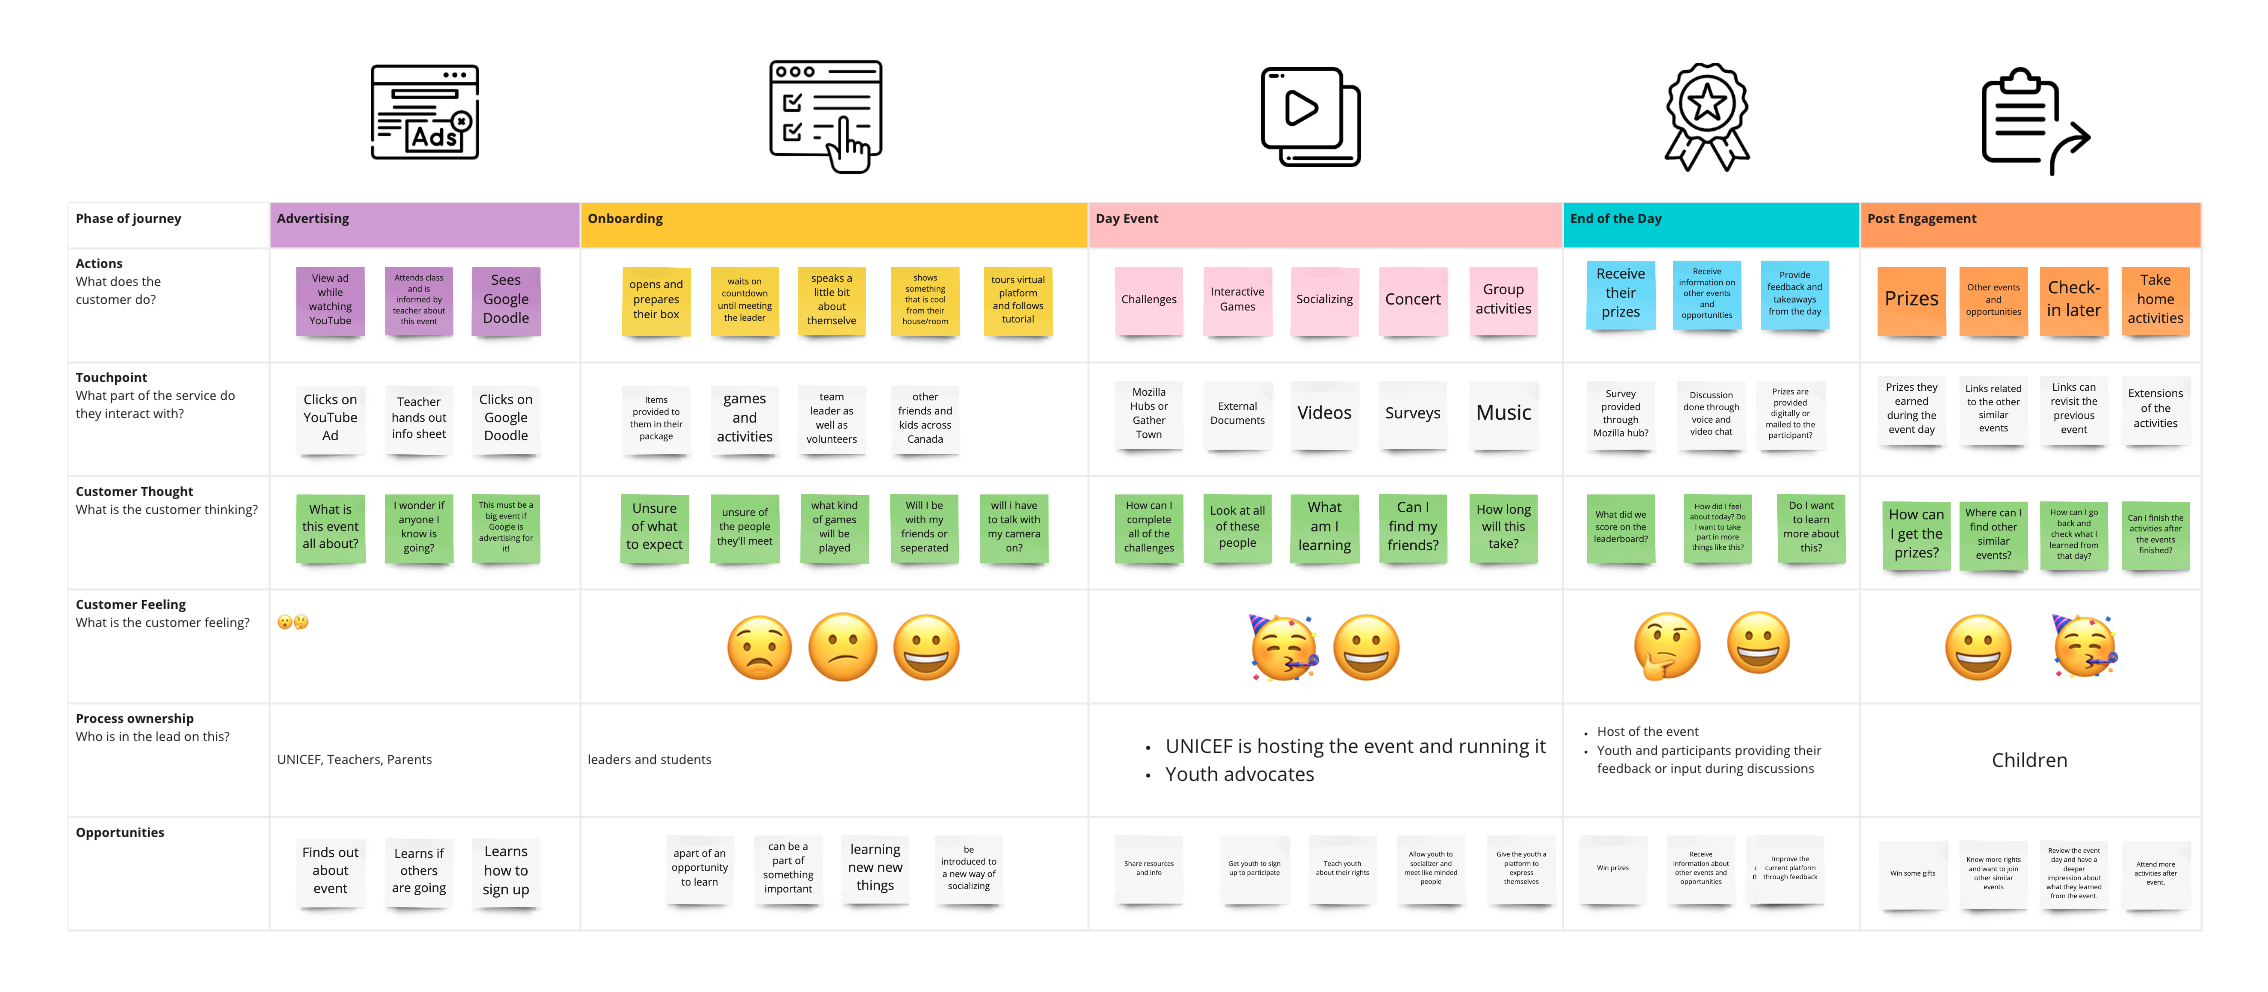 Ads
Phase of journey
Advertising
Onboarding
Day Event
End of the Day
Post Engagement
Actions
What does the
customer do?
View ad
while
watching
YouTube
Attends class
and is
informed by
teacher about
this event
Sees
Google
Doodle
opens and
prepares
their box
waits on
countdown
until meeting
the leader
speaks a
little bit
about
themselve
shows
something
that is cool
from their
house/room
tours virtual
platform
and follows
tutorial
Challenges
Interactive
Games
Socializing
Concert
Group
activities
Receive
their
prizes
Receive
information on
other events
and
opportunities
Provide
feedback and
takeaways
from the day
Prizes
Other events
and
opportunities
Check-
in later
Take
home
activities
Touchpoint
What part of the service do
they interact with?
Clicks on
YouTube
Ad
Teacher
hands out
info sheet
Clicks on
Google
Doodle
Items
provided to
them in their
package
games
and
activities
team
leader as
well as
volunteers
other
friends and
kids across
Canada
Mozilla
Hubs or
Gather
Town
External
Documents
Videos
Surveys
Music
Survey
provided
through
Mozilla hub?
Discussion
done through
voice and
video chat
Prizes are
provided
digitally or
mailed to the
participant?
Prizes they
earned
during the
event day
Links related
to the other
similar
events
Links can
revisit the
previous
event
Extensions
of the
activities
Customer Thought
What is the customer thinking?
What is
this event
all about?
I wonder if
anyone I
know is
going?
This must be a
big event if
Google is
advertising for
it!
Unsure
of what
to expect
unsure of
the people
they'll meet
what kind
of games
will be
played
Will I be
with my
friends or
seperated
will i have
to talk with
my camera
on?
How can I
complete
all of the
challenges
Look at all
of these
people
What
am I
learning
Can I
find my
friends?
How long
will this
take?
What did we
score on the
leaderboard?
How did I feel
about today? Do
I want to take
part in more
things like this?
Do I want
to learn
more about
this?
How can
I get the
prizes?
Where can I
find other
similar
events?
How can I go
back and
check what I
learned from
that day?
Can I finish the
activities after
the events
finished?
Customer Feeling
What is the customer feeling?
Process ownership
Who is in the lead on this?
UNICEF, Teachers, Parents
leaders and students
• UNICEF is hosting the event and running it
• Youth advocates
• Host of the event
• Youth and participants providing their
feedback or input during discussions
Children
Opportunities
Finds out
about
event
Learns if
others
are going
Learns
how to
sign up
apart of an
opportunity
to learn
can be a
part of
something
important
learning
new new
things
be
introduced to
a new way of
socializing
Share resources
and info
Get youth to sign
up to participate
Teach youth
about their rights
Allow youth to
socializer and
meet like minded
people
Give the youth a
platform to
express
themselves
Win prizes
Receive
information about
other events and
opportunities
Improve the
current platform
through feedback
Win some gifts
Know more rights
and want to join
other similar
events
Review the event
day and have a
deeper
impression about
what they learned
from the event.
Attend more
activities after
event.